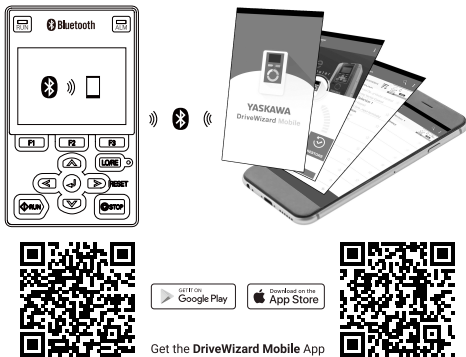 RUN
Bluetooth
ALM
F1
F2
F3
LO/RE
RESET
RUN
STOP
YASKAWA
DriveWizard Mobile
GET IT ON
Google Play
Download on the
App Store
Get the DriveWizard Mobile App